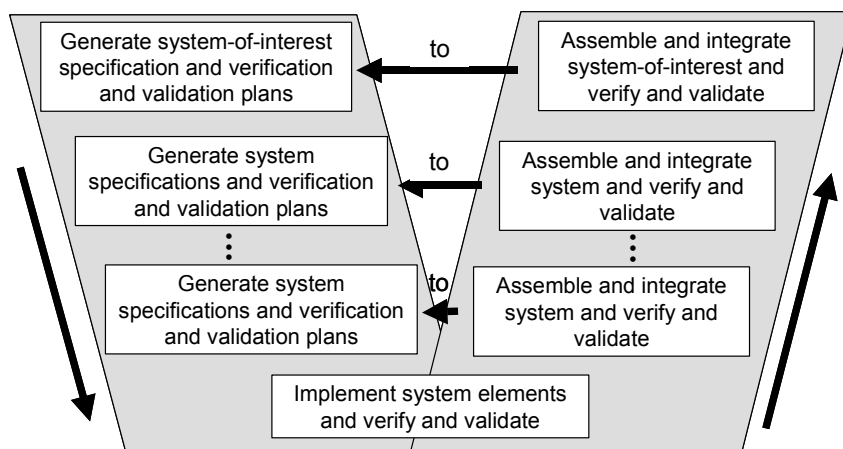 Generate system-of-interest
specification and verification
and validation plans
to
Assemble and integrate
system-of-interest and
verify and validate
Generate system
specifications and verification
and validation plans
to
Assemble and integrate
system and verify and
validate
Generate system
specifications and verification
and validation plans
to
Assemble and integrate
system and verify and
validate
Implement system elements
and verify and validate